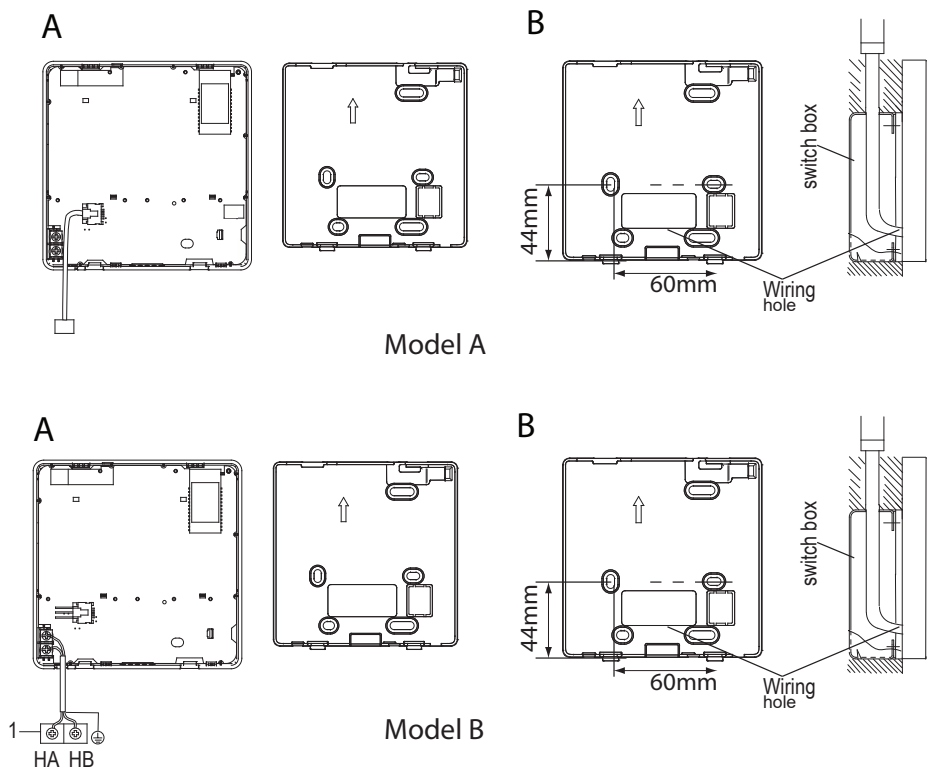 A
B
switch box
44mm
60mm
Wiring
hole
Model A
A
B
switch box
44mm
60mm
Wiring
hole
1
HA HB
Model B